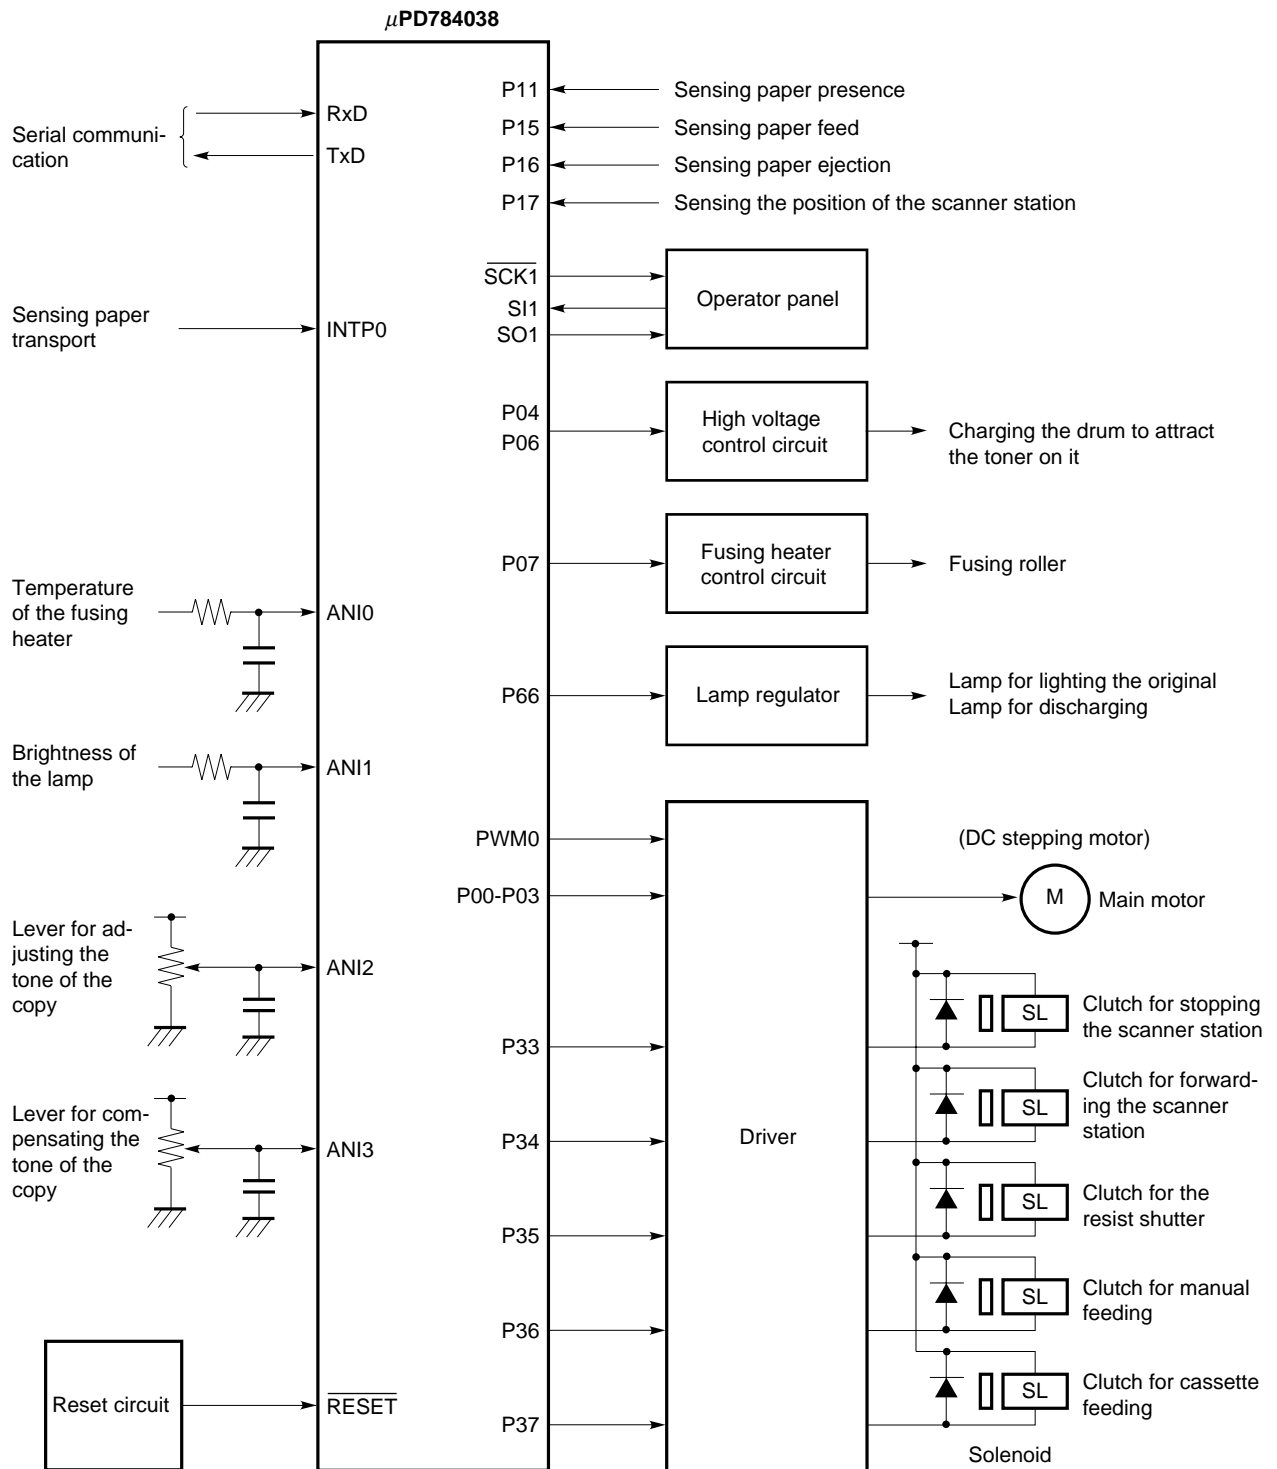 μPD784038
Serial communi-
cation
RxD
TxD
Sensing paper
transport
INTP0
Temperature
of the fusing
heater
ANI0
Brightness of
the lamp
ANI1
Lever for ad-
justing the
tone of the
copy
ANI2
Lever for com-
pensating the
tone of the
copy
ANI3
Reset circuit
RESET
P11
Sensing paper presence
P15
Sensing paper feed
P16
Sensing paper ejection
P17
Sensing the position of the scanner station
SCK1
SI1
SO1
Operator panel
P04
P06
High voltage
control circuit
Charging the drum to attract
the toner on it
P07
Fusing heater
control circuit
Fusing roller
P66
Lamp regulator
Lamp for lighting the original
Lamp for discharging
PWM0
P00-P03
P33
P34
P35
P36
P37
Driver
(DC stepping motor)
M
Main motor
SL
Clutch for stopping
the scanner station
SL
Clutch for forward-
ing the scanner
station
SL
Clutch for the
resist shutter
SL
Clutch for manual
feeding
SL
Clutch for cassette
feeding
Solenoid